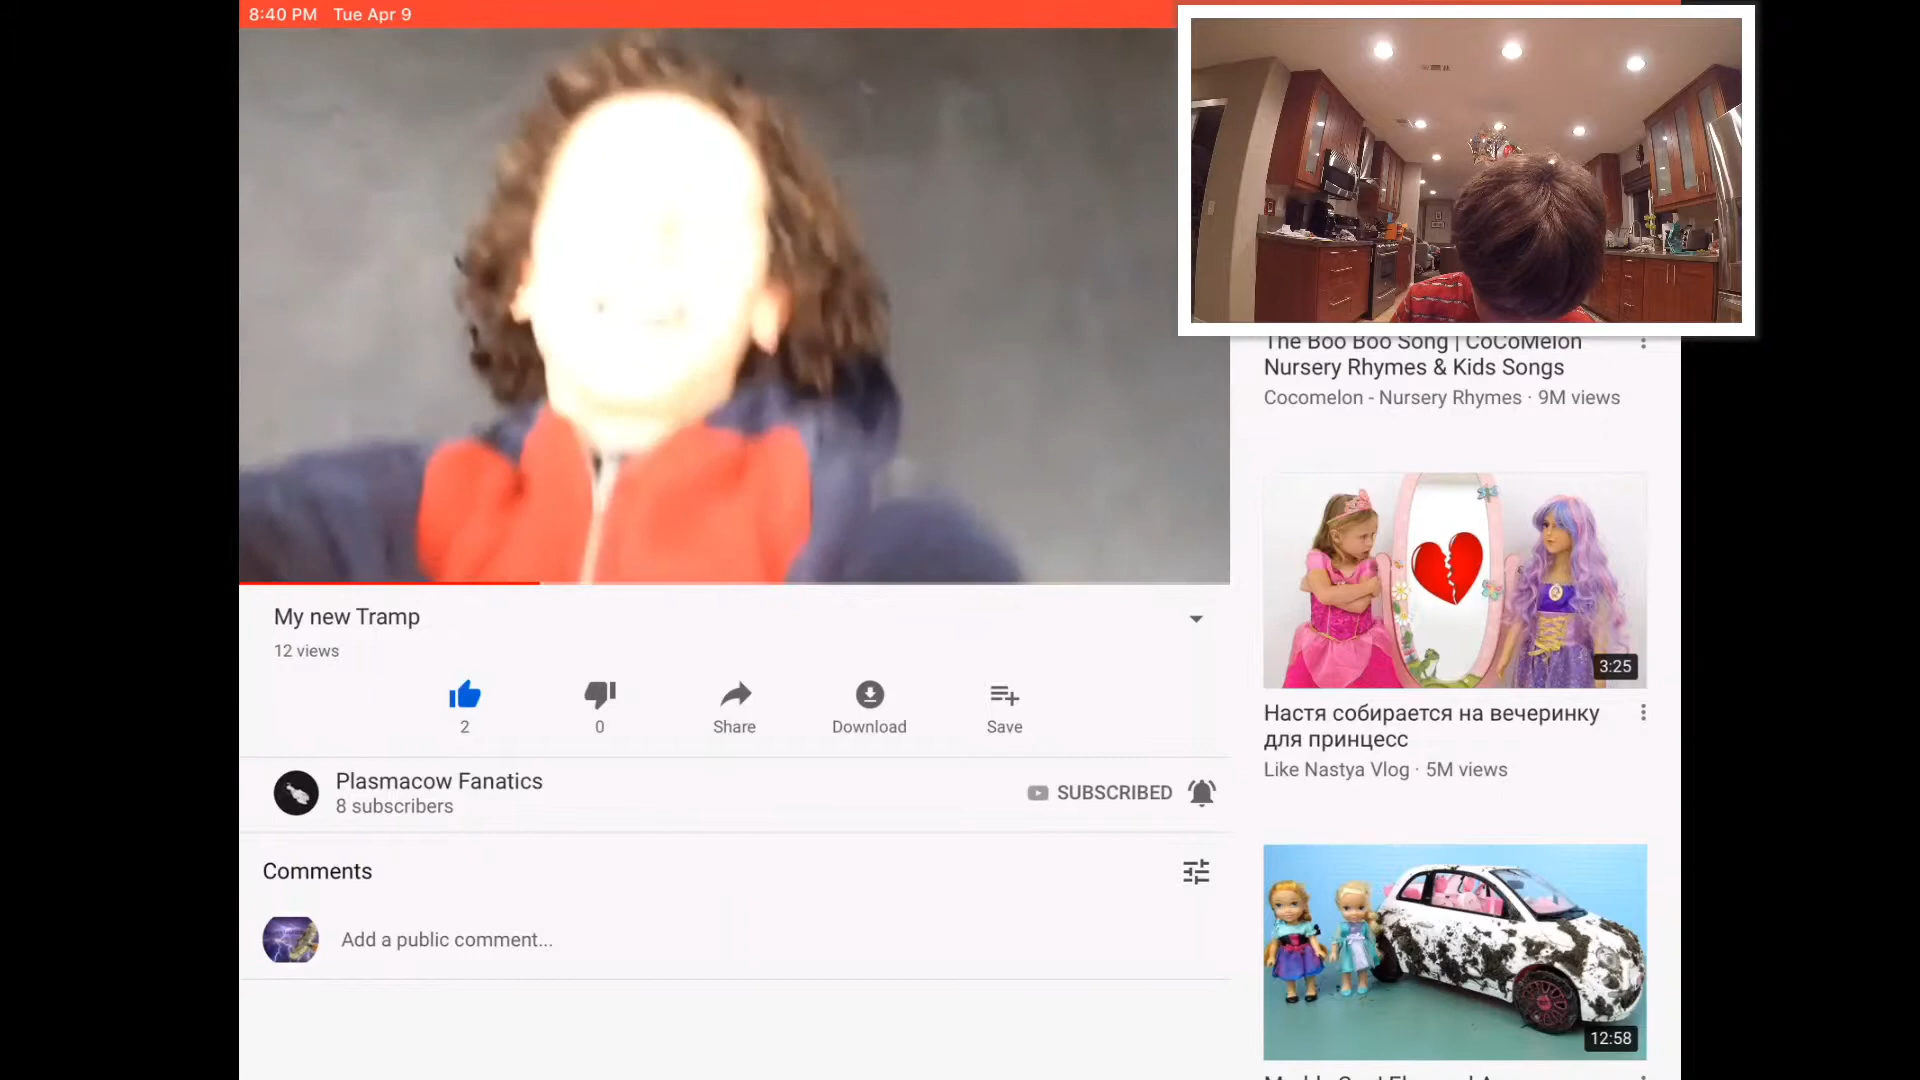 8:40 PM Tue Apr 9
My new Tramp
12 views
2
0
Share
Download
Save
Plasmacow Fanatics
8 subscribers
SUBSCRIBED
Comments
Add a public comment...
The Boo Boo Song | CoCoMelon
Nursery Rhymes & Kids Songs
Cocomelon - Nursery Rhymes · 9M views
3:25
Настя собирается на вечеринку
для принцесс
Like Nastya Vlog · 5M views
12:58